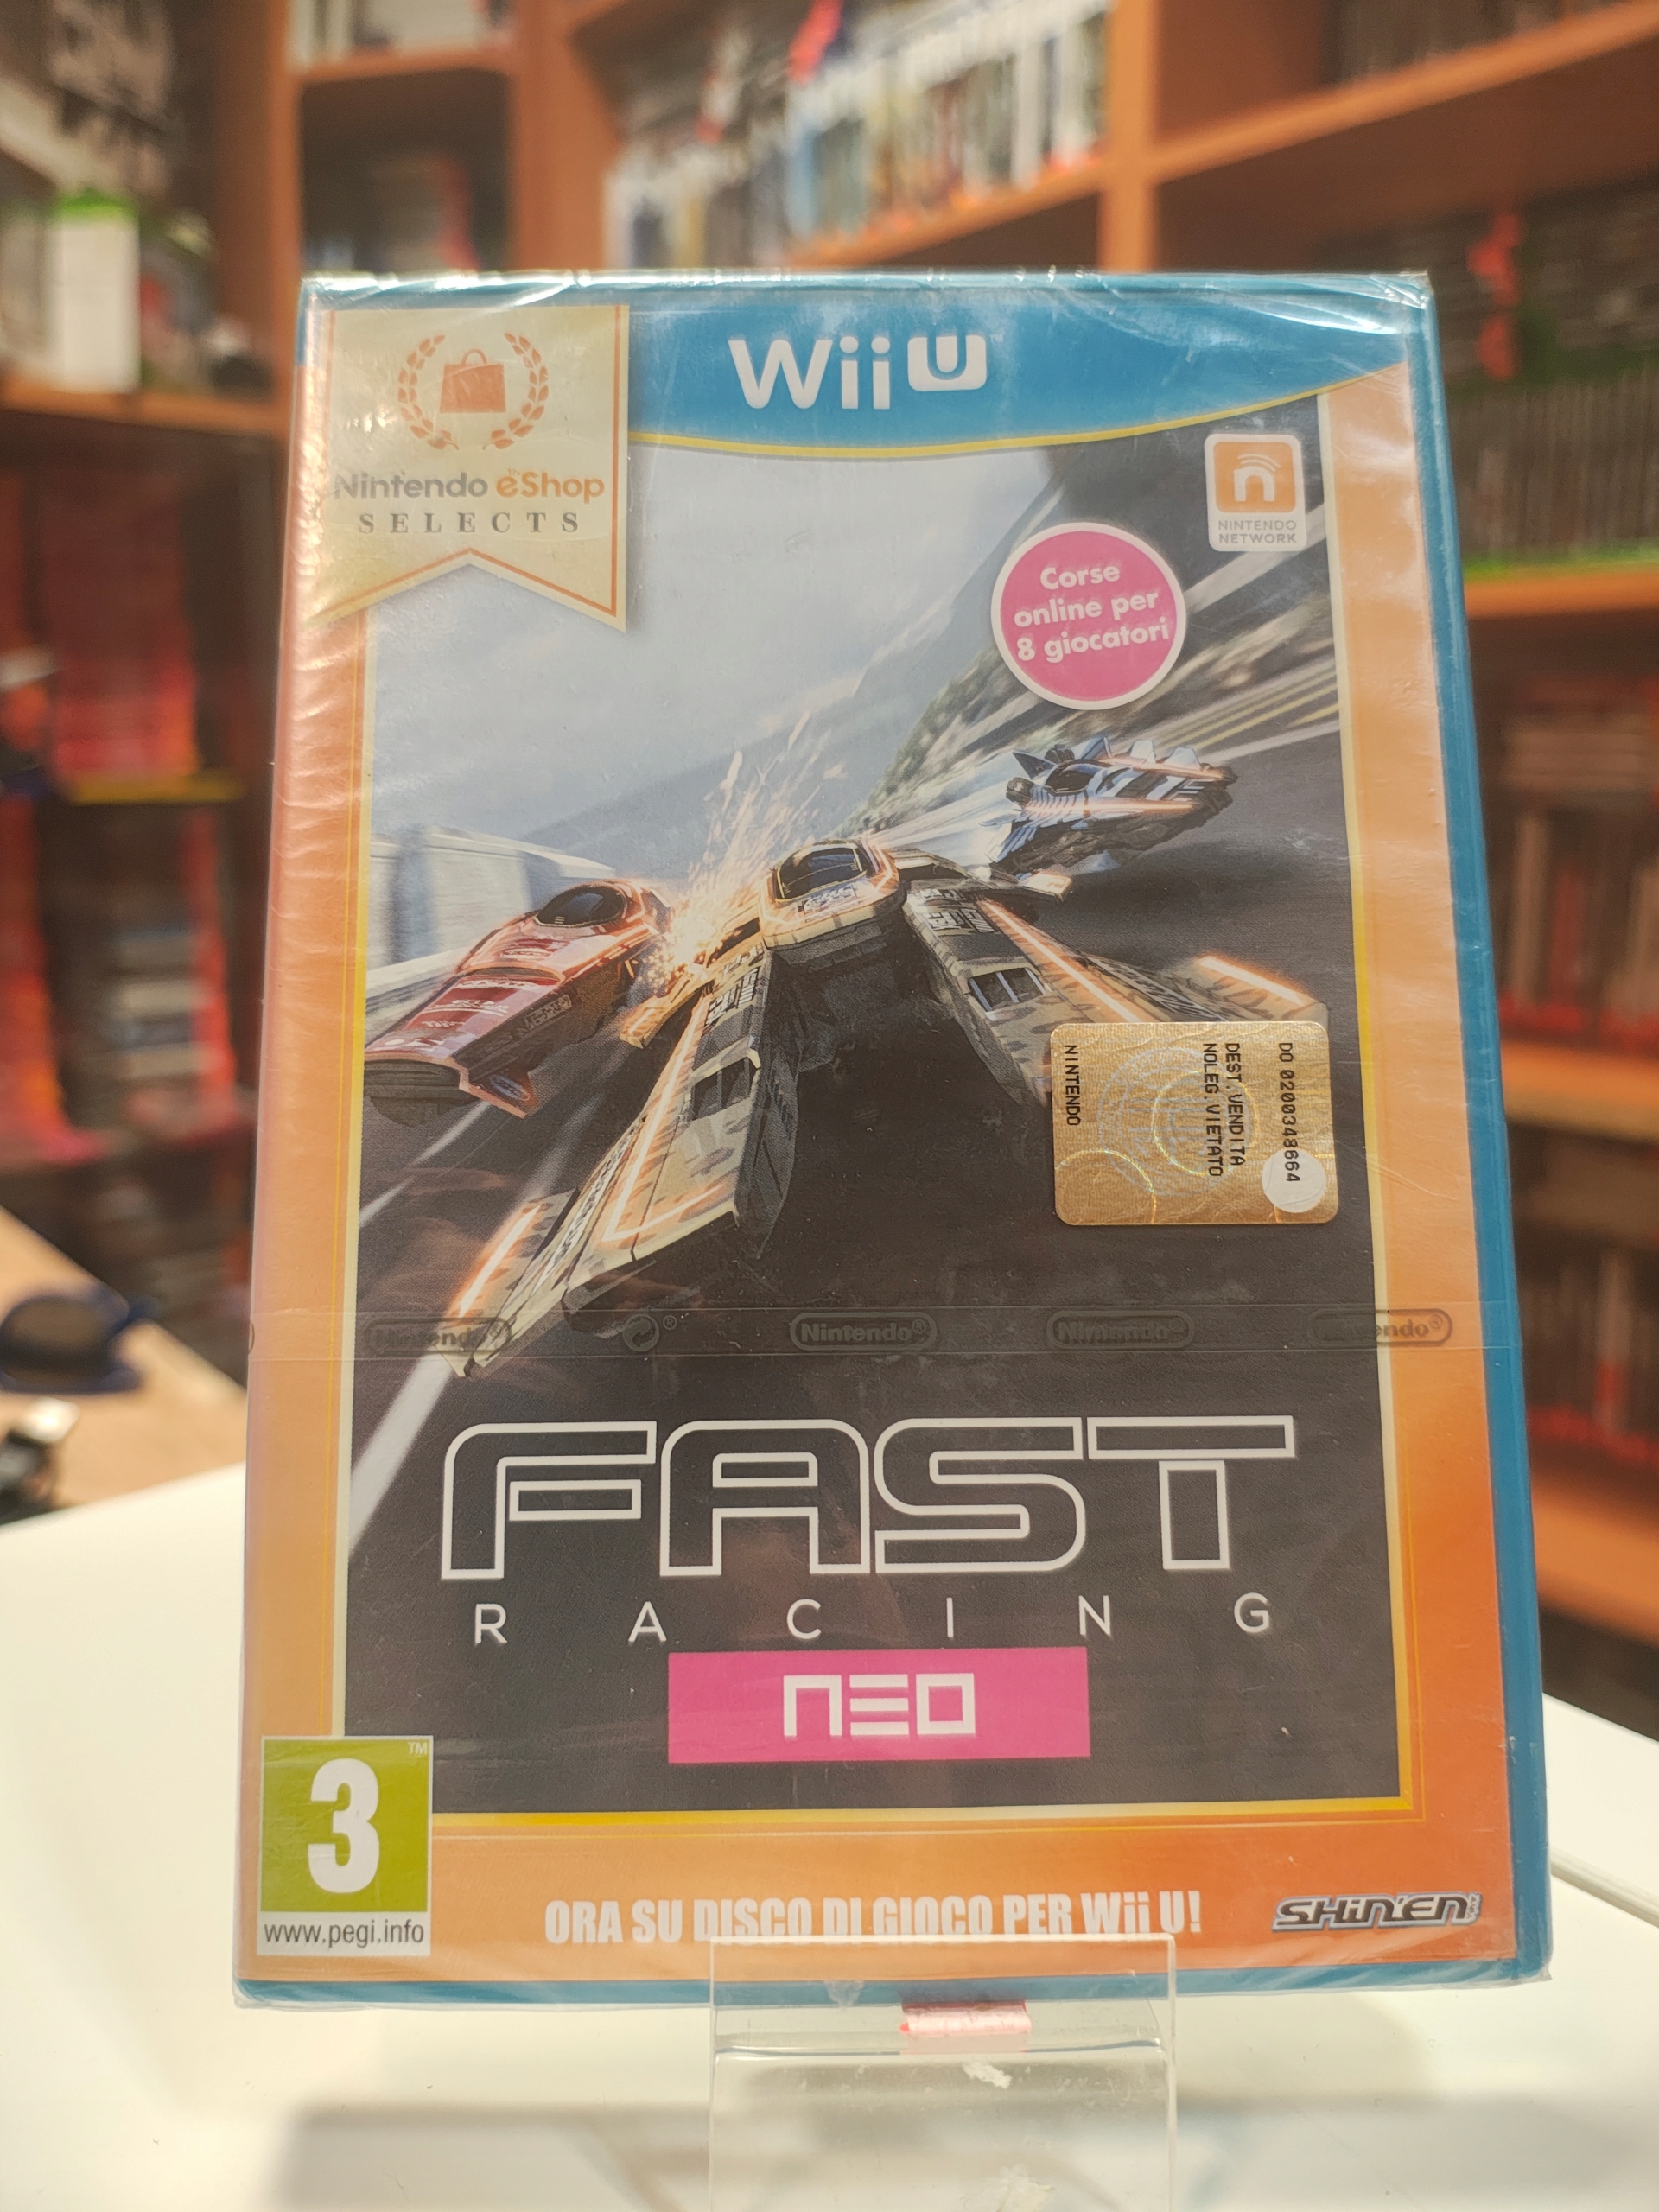 Wii U
Nintendo eShop
SELECTS
NINTENDO
NETWORK
Corse
online per
8 giocatori
DO 0200348664
DEST.VENDITA
NOLEG.VIETATO
NINTENDO
Nintendo®
®
Nintendo®
Nintendo®
Nintendo®
FAST
RACING
NEO
3
™
www.pegi.info
ORA SU DISCO DI GIOCO PER Wii U!
SHIN'EN